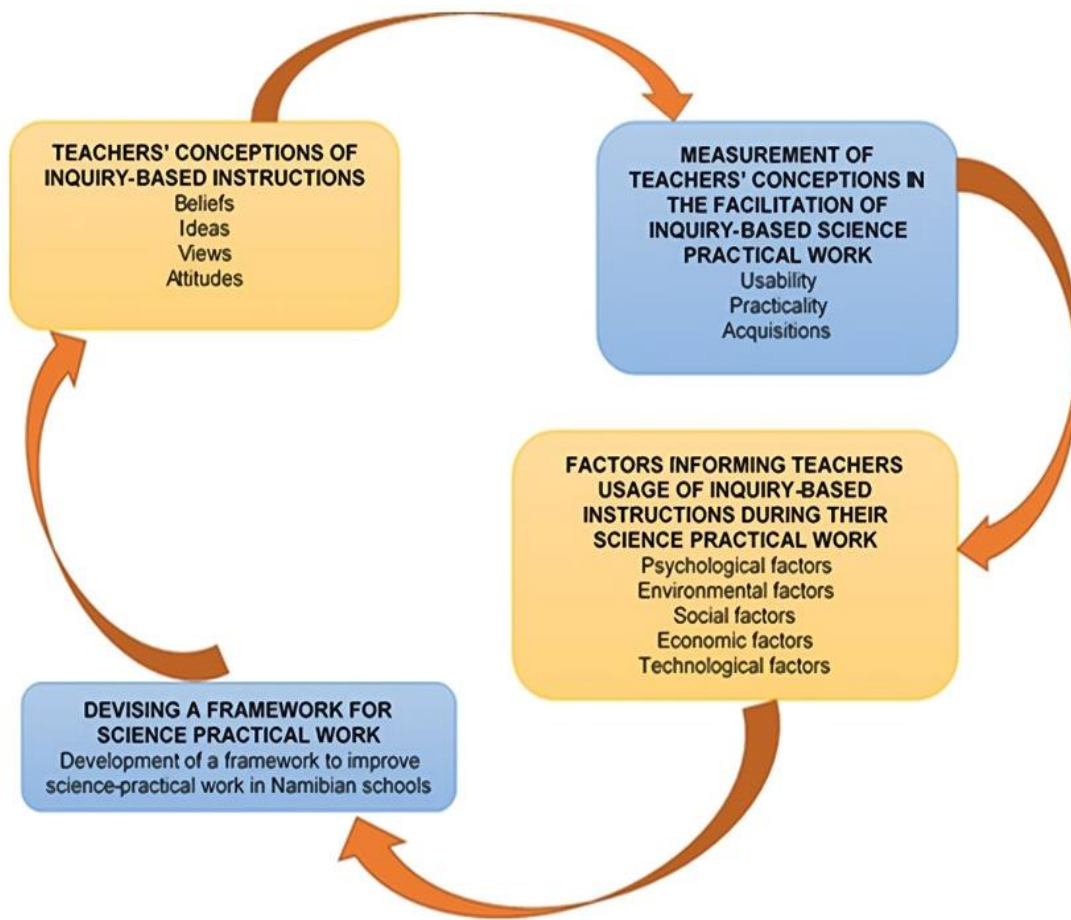 TEACHERS' CONCEPTIONS OF
INQUIRY-BASED INSTRUCTIONS
Beliefs
Ideas
Views
Attitudes
MEASUREMENT OF
TEACHERS' CONCEPTIONS IN
THE FACILITATION OF
INQUIRY-BASED SCIENCE
PRACTICAL WORK
Usability
Practicality
Acquisitions
FACTORS INFORMING TEACHERS
USAGE OF INQUIRY-BASED
INSTRUCTIONS DURING THEIR
SCIENCE PRACTICAL WORK
Psychological factors
Environmental factors
Social factors
Economic factors
Technological factors
DEVISING A FRAMEWORK FOR
SCIENCE PRACTICAL WORK
Development of a framework to improve
science-practical work in Namibian schools